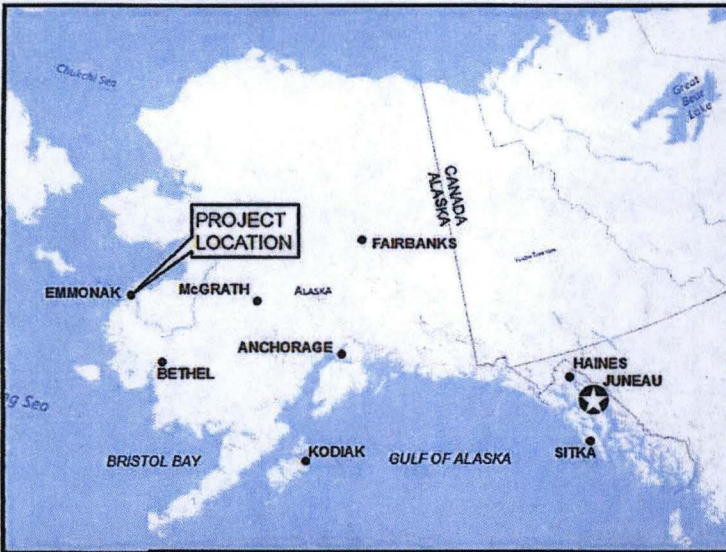 Chukchi Sea
Great
Bear
Lake
CANADA
ALASKA
PROJECT
LOCATION
FAIRBANKS
EMMONAK
McGRATH
ALASKA
ANCHORAGE
BETHEL
HAINES
JUNEAU
ng Sea
BRISTOL BAY
KODIAK
GULF OF ALASKA
SITKA